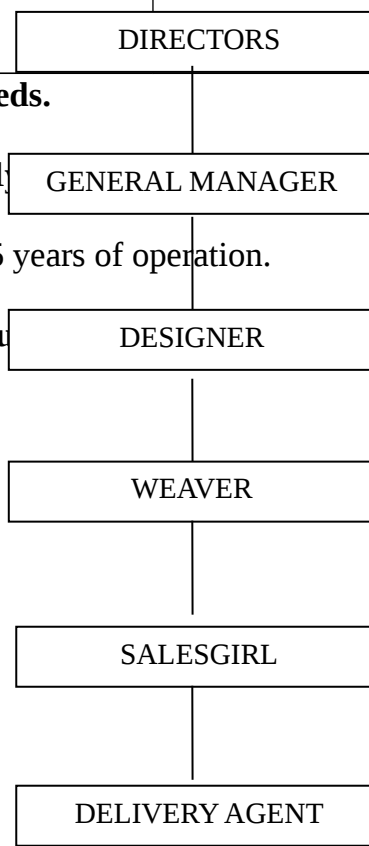 DIRECTORS
eds.
GENERAL MANAGER
years of operation.
DESIGNER
WEAVER
SALESGIRL
DELIVERY AGENT